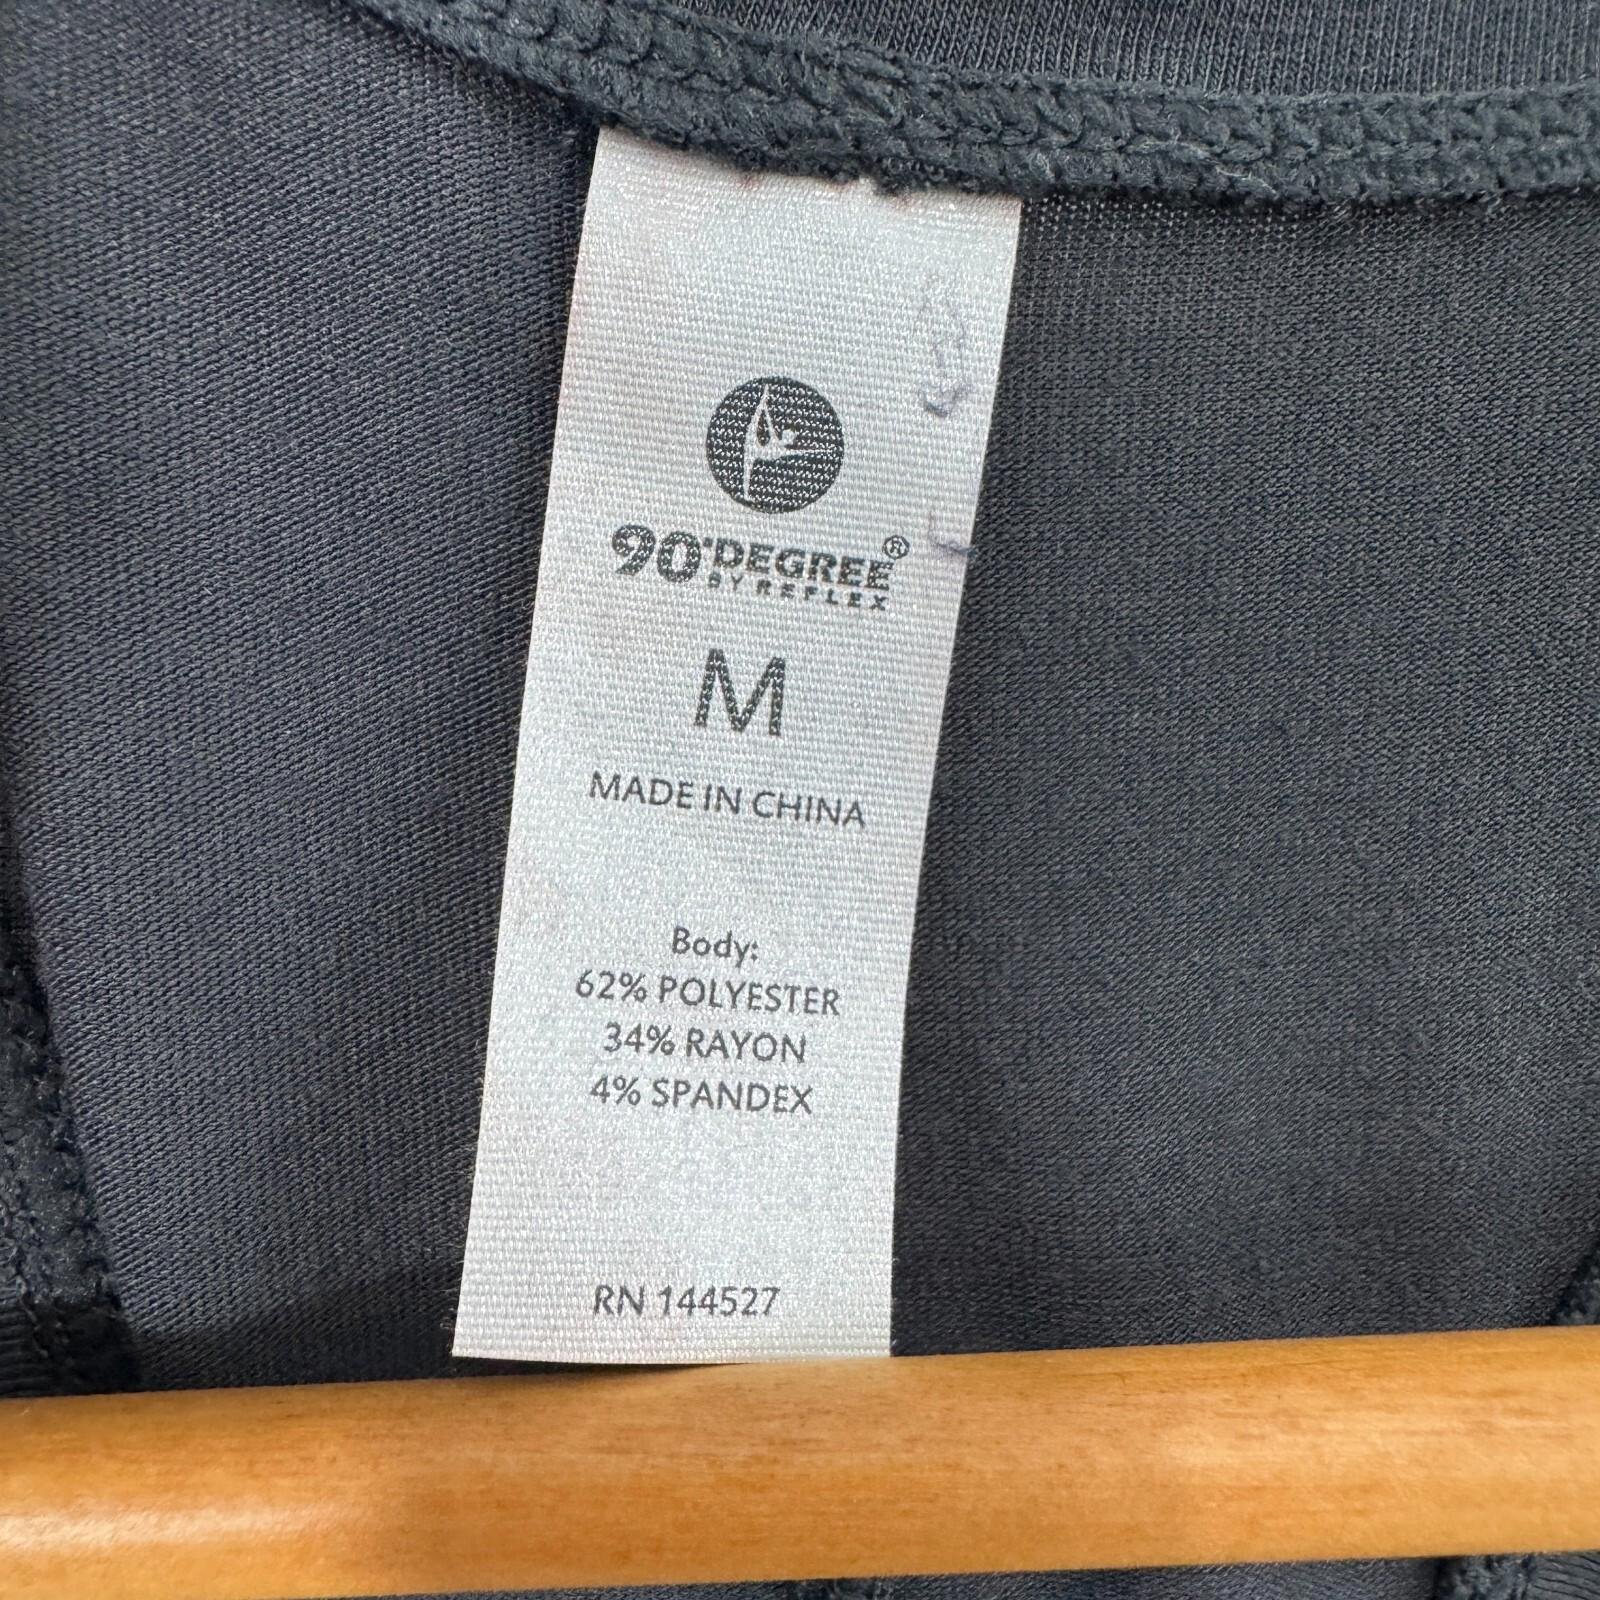 90°DEGREE®
BY REFLEX
M
MADE IN CHINA
Body:
62% POLYESTER
34% RAYON
4% SPANDEX
RN 144527